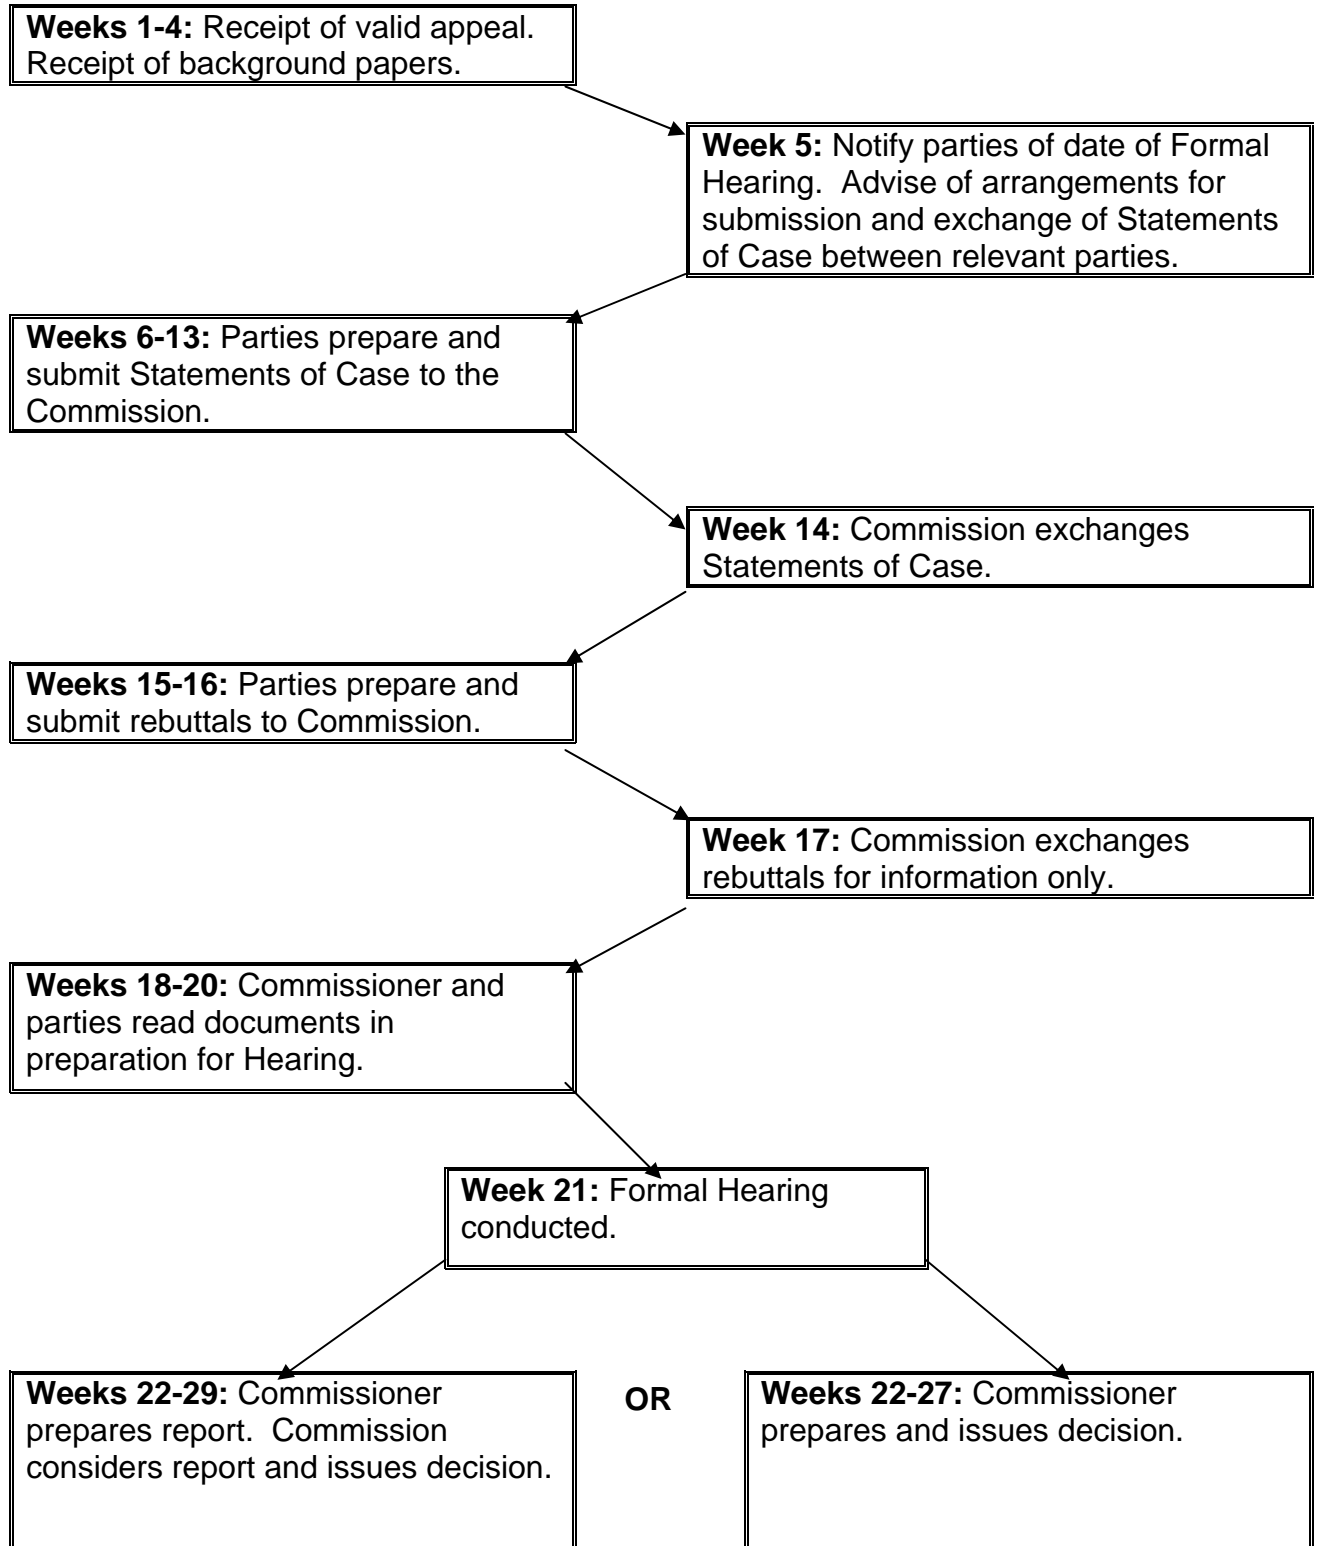 Weeks 1-4: Receipt of valid appeal.
Receipt of background papers.
Week 5: Notify parties of date of Formal
Hearing. Advise of arrangements for
submission and exchange of Statements
of Case between relevant parties.
Weeks 6-13: Parties prepare and
submit Statements of Case to the
Commission.
Week 14: Commission exchanges
Statements of Case.
Weeks 15-16: Parties prepare and
submit rebuttals to Commission.
Week 17: Commission exchanges
rebuttals for information only.
Weeks 18-20: Commissioner and
parties read documents in
preparation for Hearing.
Week 21: Formal Hearing
conducted.
Weeks 22-29: Commissioner
prepares report. Commission
considers report and issues decision.
OR
Weeks 22-27: Commissioner
prepares and issues decision.